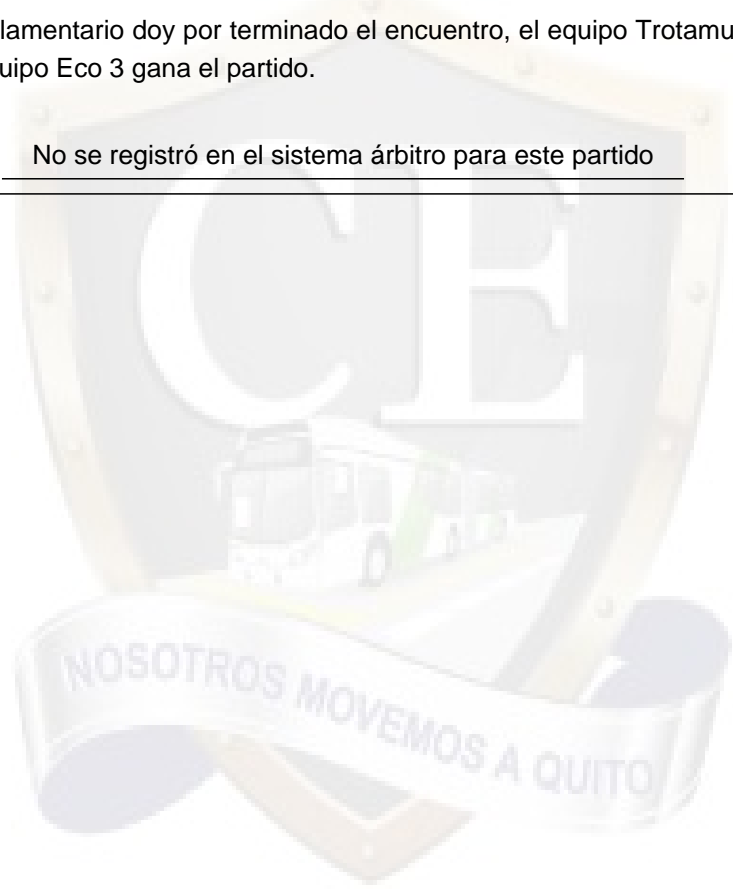 lamentario doy por terminado el encuentro, el equipo Trotamu
uipo Eco 3 gana el partido.
No se registró en el sistema árbitro para este partido
CE
NOSOTROS MOVEMOS A QUITO